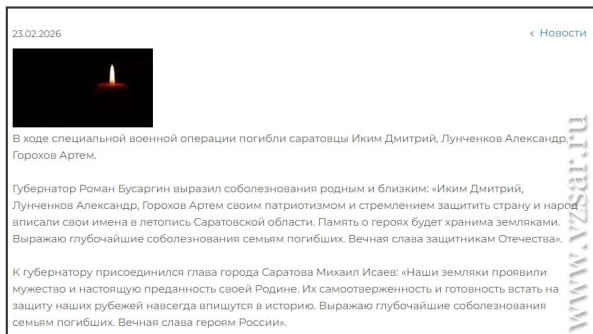 23.02.2026
‹ Новости
В ходе специальной военной операции погибли саратовцы Иким Дмитрий, Лунченков Александр,
Горохов Артем.
Губернатор Роман Бусаргин выразил соболезнования родным и близким: «Иким Дмитрий,
Лунченков Александр, Горохов Артем своим патриотизмом и стремлением защитить страну и народ
вписали свои имена в летопись Саратовской области. Память о героях будет хранима земляками.
Выражаю глубочайшие соболезнования семьям погибших. Вечная слава защитникам Отечества».
К губернатору присоединился глава города Саратова Михаил Исаев: «Наши земляки проявили
мужество и настоящую преданность своей Родине. Их самоотверженность и готовность встать на
защиту наших рубежей навсегда впишутся в историю. Выражаю глубочайшие соболезнования
семьям погибших. Вечная слава героям России».
www.vzsar.ru